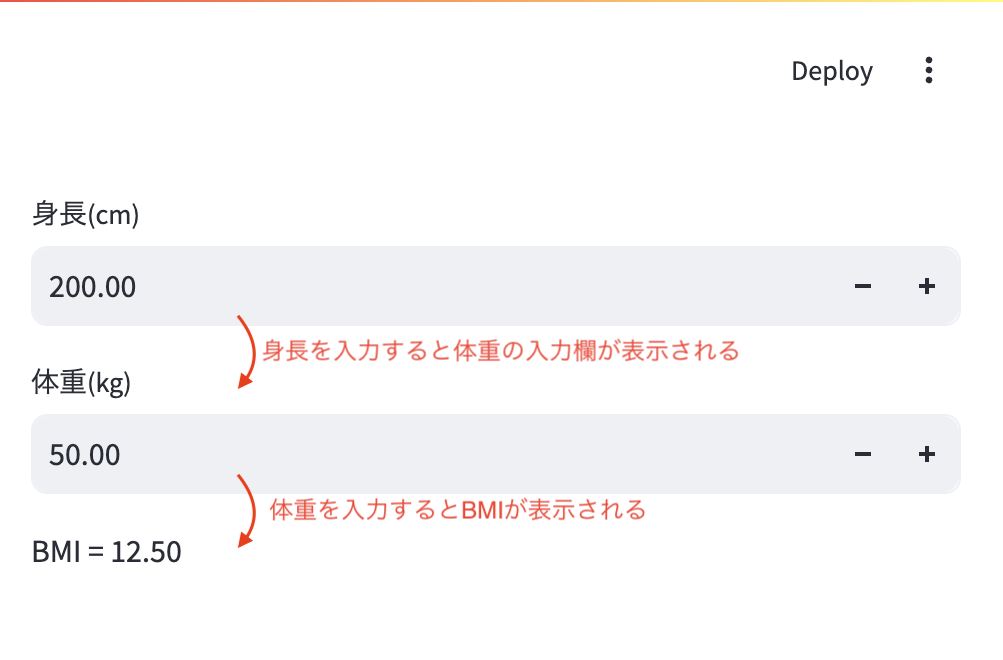 Deploy
身長(cm)
200.00
身長を入力すると体重の入力欄が表示される
体重(kg)
50.00
体重を入力するとBMIが表示される
BMI = 12.50